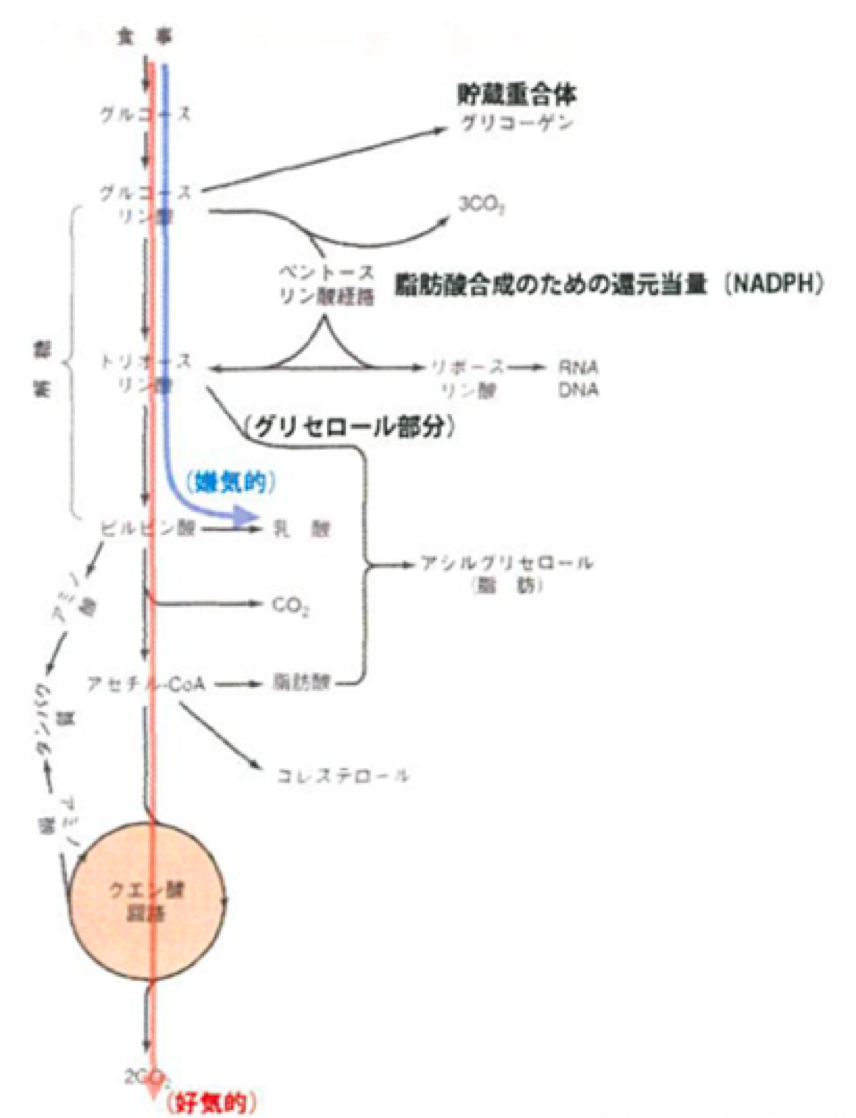 食 事
グルコース
貯蔵重合体
グリコーゲン
グルコース
リン酸
3CO₂
ペントース
リン酸経路
脂肪酸合成のための還元当量（NADPH）
解 糖
トリオース
リン酸
リボース
リン酸
RNA
DNA
（グリセロール部分）
（嫌気的）
ピルビン酸
乳 酸
アシルグリセロール
（脂 肪）
アミノ
酸
CO₂
アセチル-CoA
脂肪酸
タンパク
質
コレステロール
アミノ
酸
クエン酸
回路
2CO₂
（好気的）